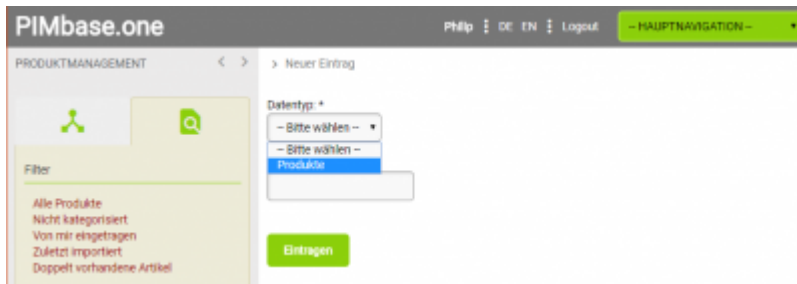 PIMbase.one
Philip DE EN Logout -- HAUPTNAVIGATION --
PRODUKTMANAGEMENT < > > Neuer Eintrag
Datentyp: *
-- Bitte wählen --
-- Bitte wählen --
Produkte
Filter
Alle Produkte
Nicht kategorisiert
Von mir eingetragen
Zuletzt importiert
Doppelt vorhandene Artikel
Eintragen